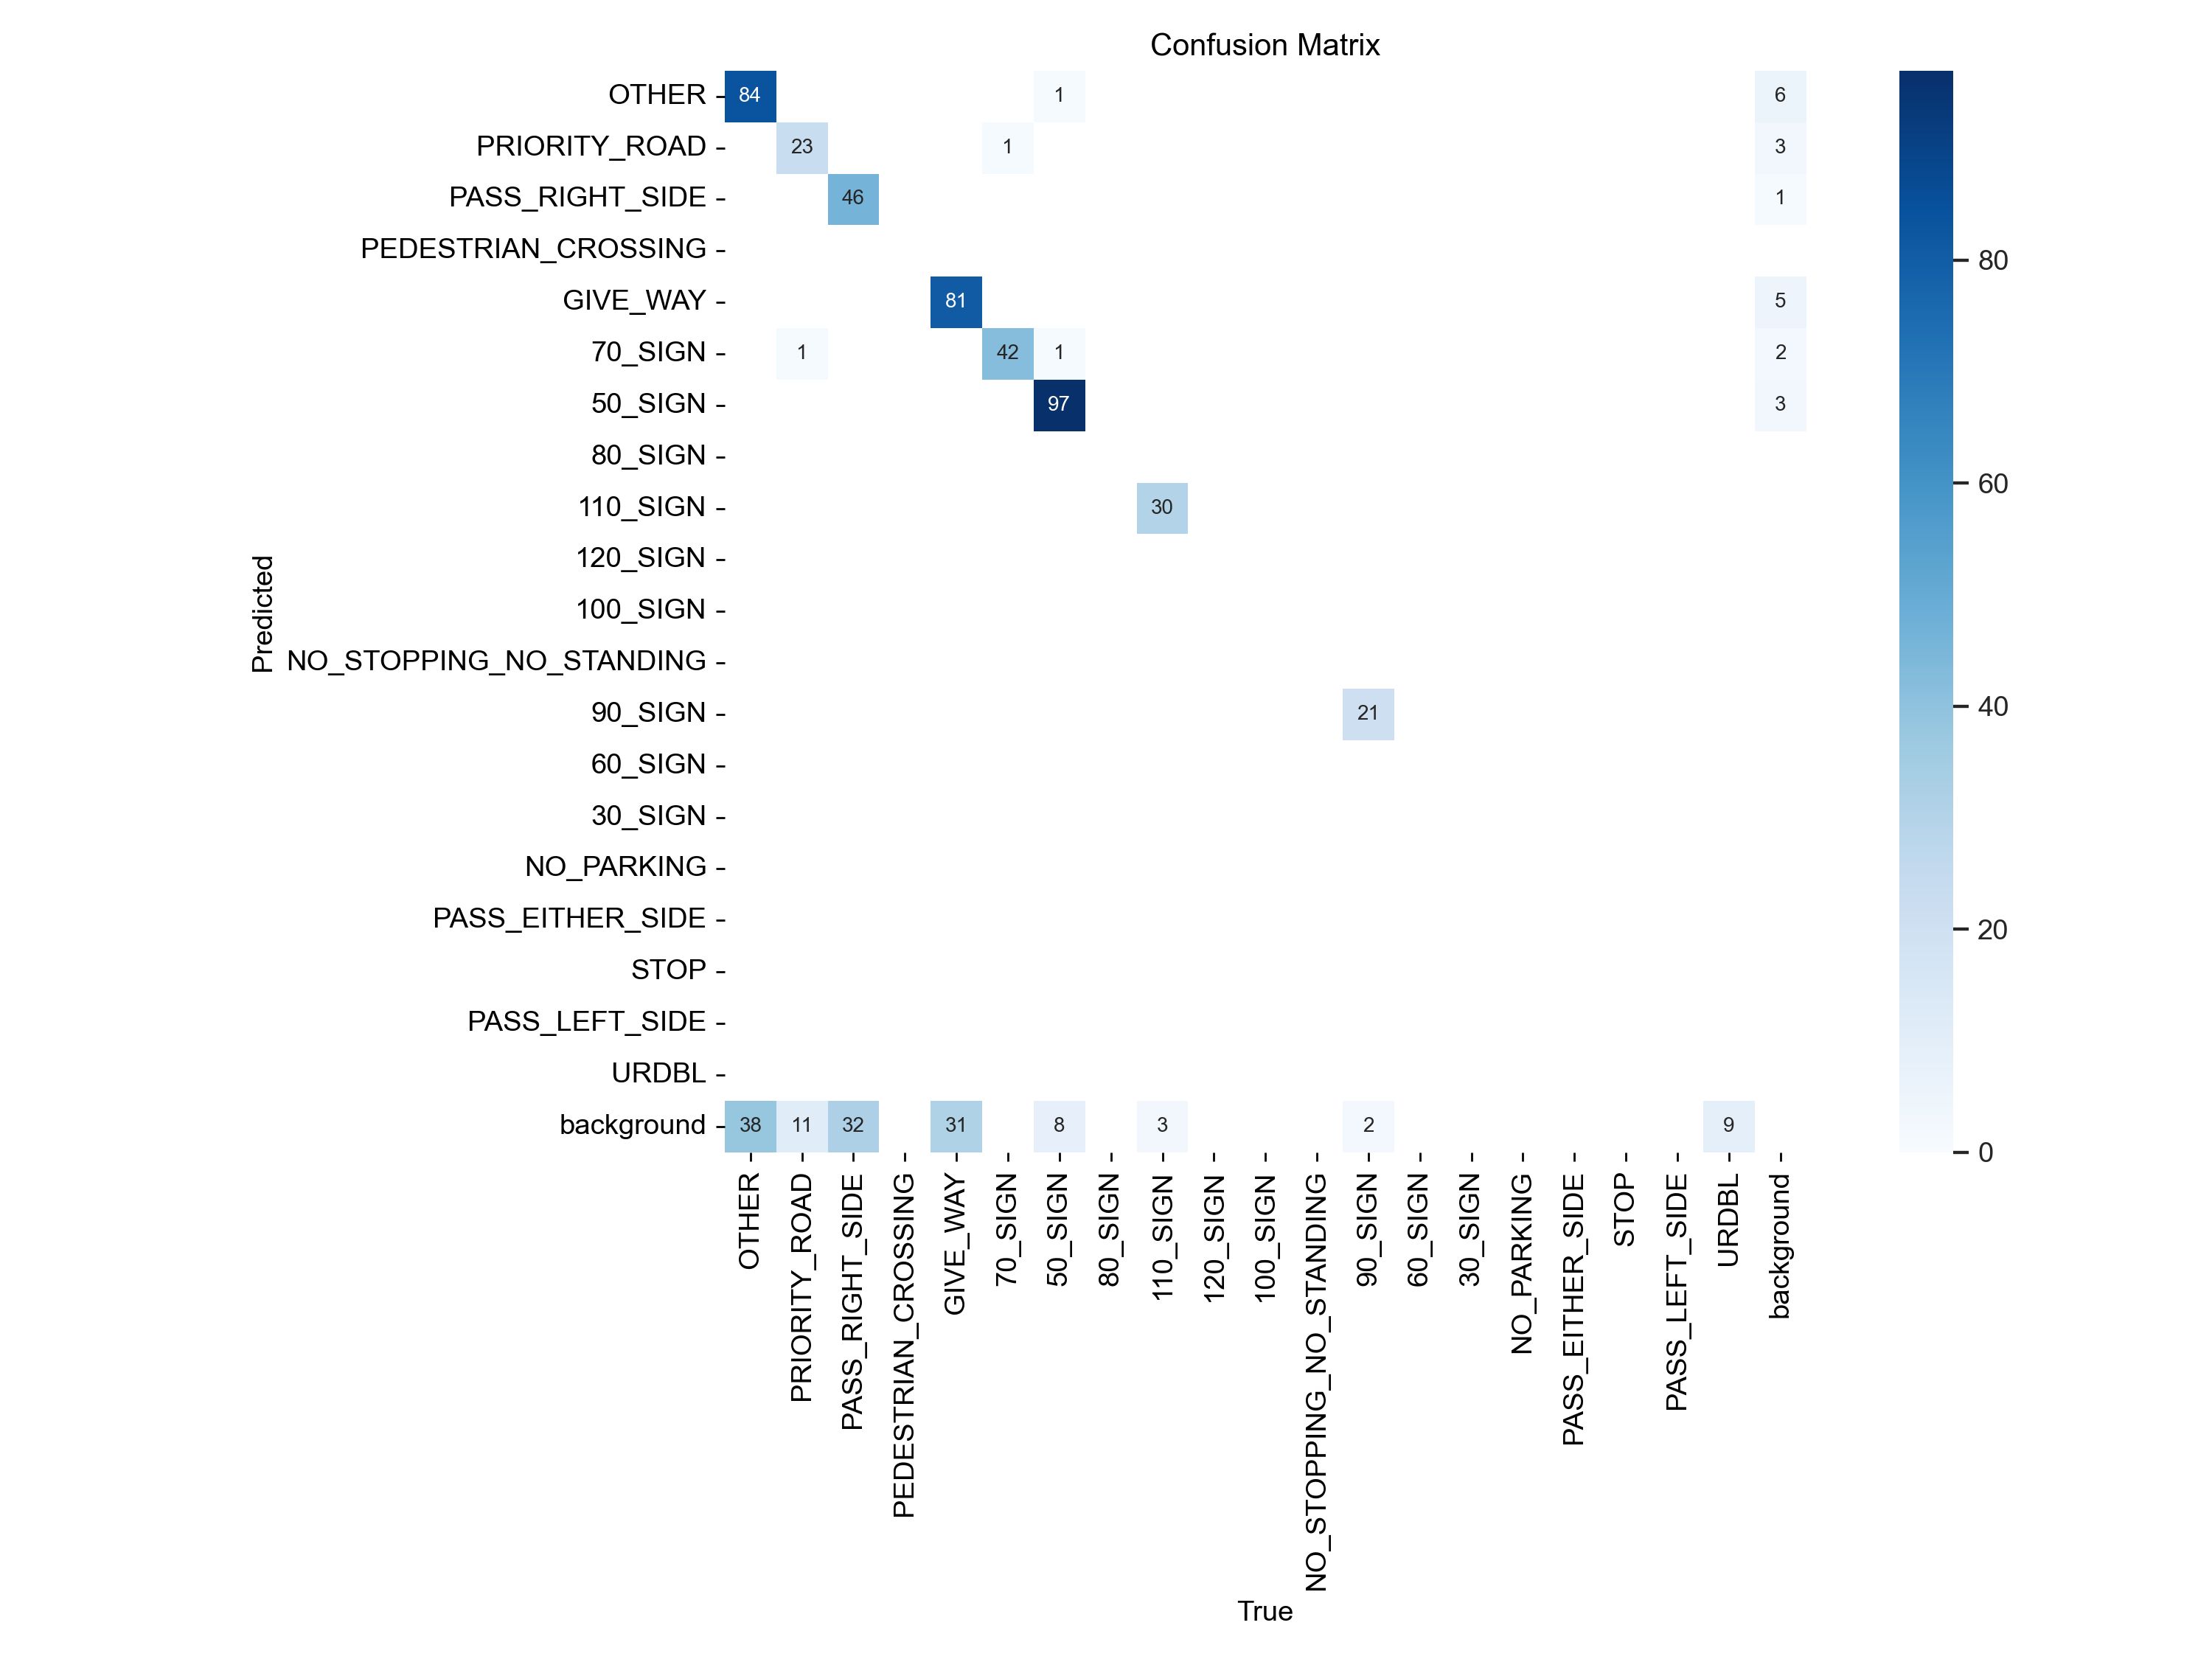 Confusion Matrix
OTHER 84 1 6
PRIORITY_ROAD 23 1 3
PASS_RIGHT_SIDE 46 1
PEDESTRIAN_CROSSING
GIVE_WAY 81 5
70_SIGN 1 42 1 2
50_SIGN 97 3
80_SIGN
110_SIGN 30
120_SIGN
100_SIGN
NO_STOPPING_NO_STANDING
90_SIGN 21
60_SIGN
30_SIGN
NO_PARKING
PASS_EITHER_SIDE
STOP
PASS_LEFT_SIDE
URDBL
background 38 11 32 31 8 3 2 9
Predicted
OTHER
PRIORITY_ROAD
PASS_RIGHT_SIDE
PEDESTRIAN_CROSSING
GIVE_WAY
70_SIGN
50_SIGN
80_SIGN
110_SIGN
120_SIGN
100_SIGN
NO_STOPPING_NO_STANDING
90_SIGN
60_SIGN
30_SIGN
NO_PARKING
PASS_EITHER_SIDE
STOP
PASS_LEFT_SIDE
URDBL
background
True
80
60
40
20
0